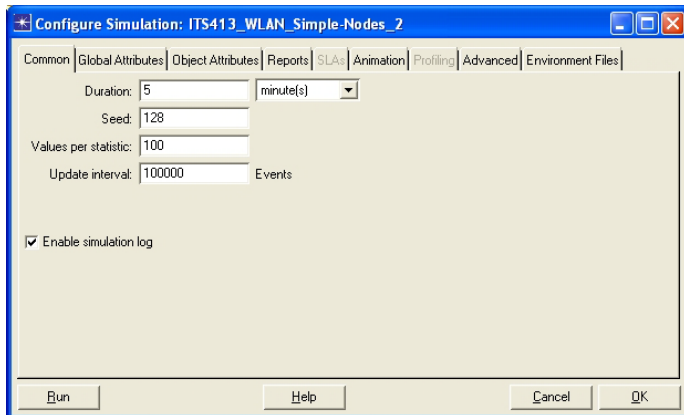 Configure Simulation: ITS413_WLAN_Simple-Nodes_2
Common Global Attributes Object Attributes Reports SLAs Animation Profiling Advanced Environment Files
Duration: 5 minute(s)
Seed: 128
Values per statistic: 100
Update interval: 100000 Events
Enable simulation log
Run Help Cancel OK